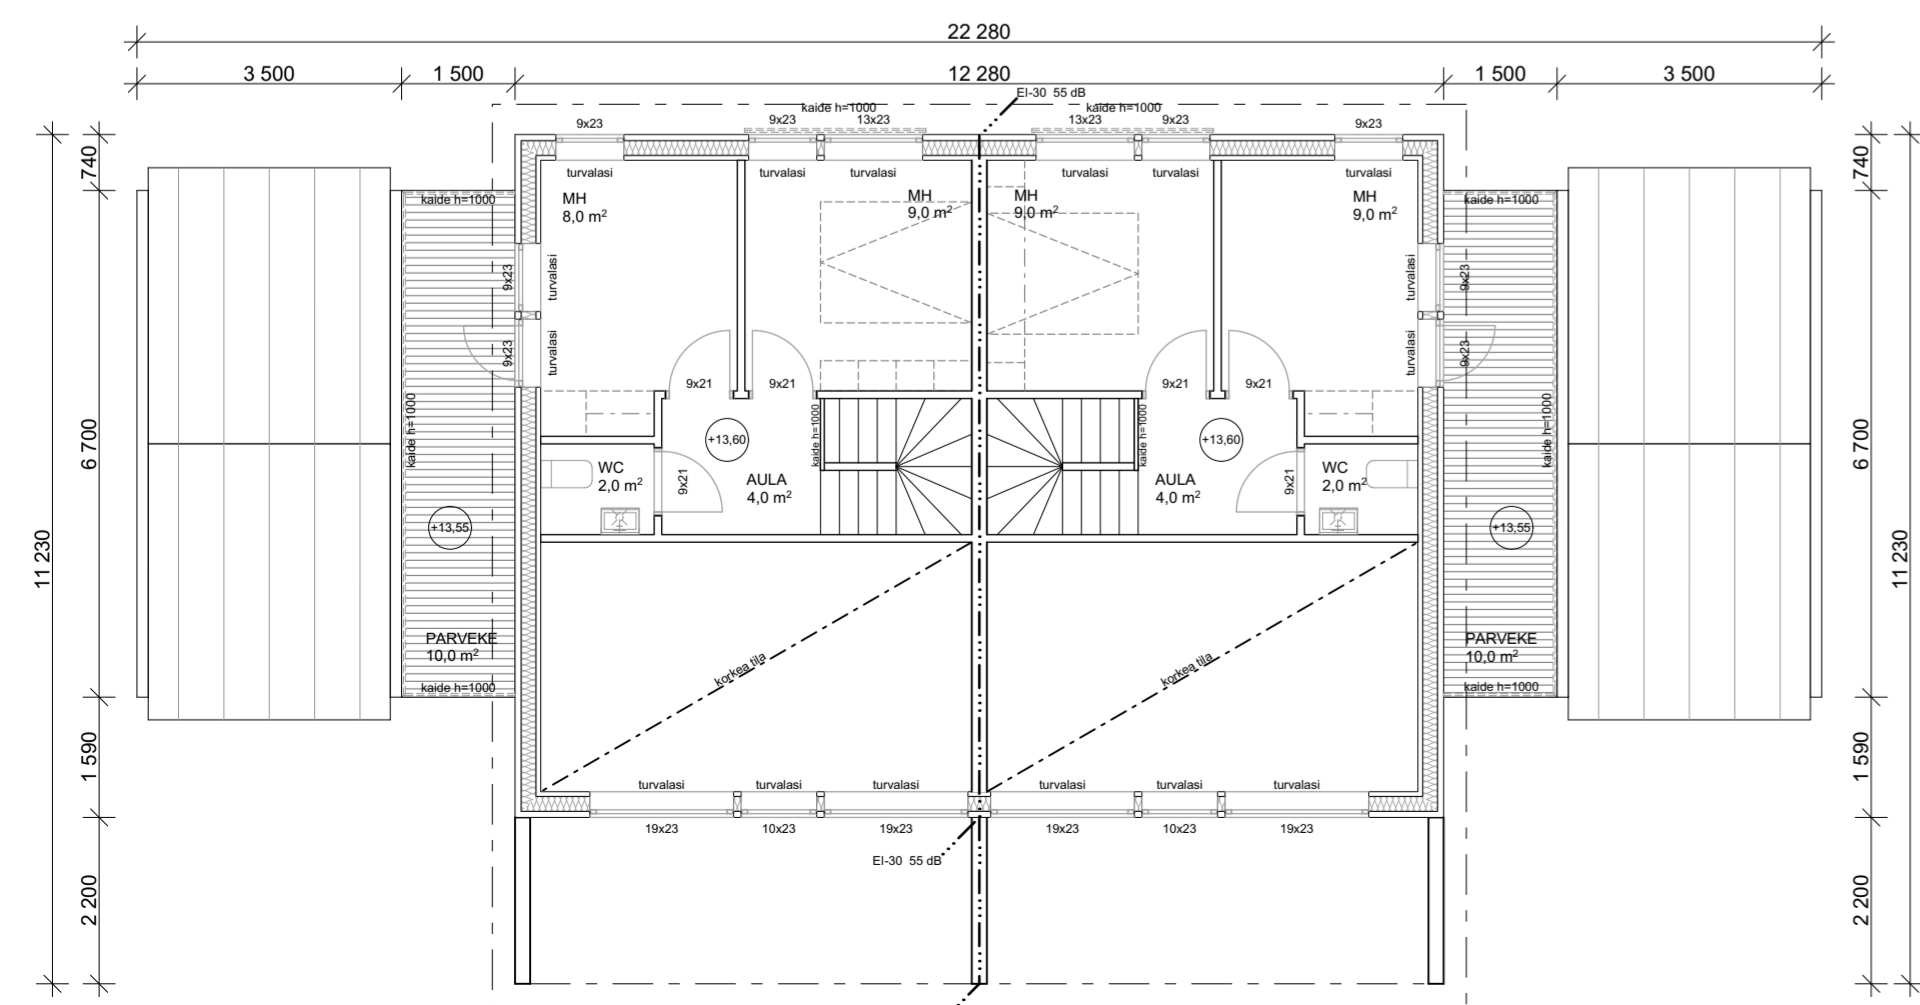 22 280
3 500 1 500 12 280 1 500 3 500
EI-30 55 dB
kaide h=1000 kaide h=1000
9x23 9x23 13x23 13x23 9x23 9x23
740 740
turvalasi turvalasi turvalasi turvalasi turvalasi turvalasi
kaide h=1000 MH MH MH MH kaide h=1000
8,0 m² 9,0 m² 9,0 m² 9,0 m²
9x23 turvalasi turvalasi 9x23
9x23 turvalasi turvalasi 9x23
9x21 9x21 9x21 9x21
kaide h=1000 kaide h=1000 kaide h=1000 kaide h=1000
6 700 +13,60 +13,60 6 700
WC 9x21 AULA AULA 9x21 WC
2,0 m² 4,0 m² 4,0 m² 2,0 m²
+13,55 +13,55
11 230 11 230
PARVEKE PARVEKE
10,0 m² 10,0 m²
korkea tila korkea tila
kaide h=1000 kaide h=1000
1 590 1 590
turvalasi turvalasi turvalasi turvalasi turvalasi turvalasi
19x23 10x23 19x23 19x23 10x23 19x23
EI-30 55 dB
2 200 2 200